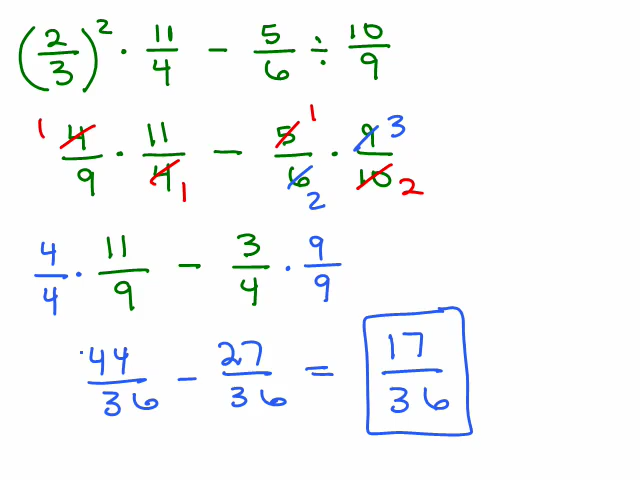 (2/3)² · 11/4 − 5/6 ÷ 10/9
1 4/9 · 11/4 1 − 5/6 1 2 · 9/10 3 2
4/4 · 11/9 − 3/4 · 9/9
44/36 − 27/36 = 17/36